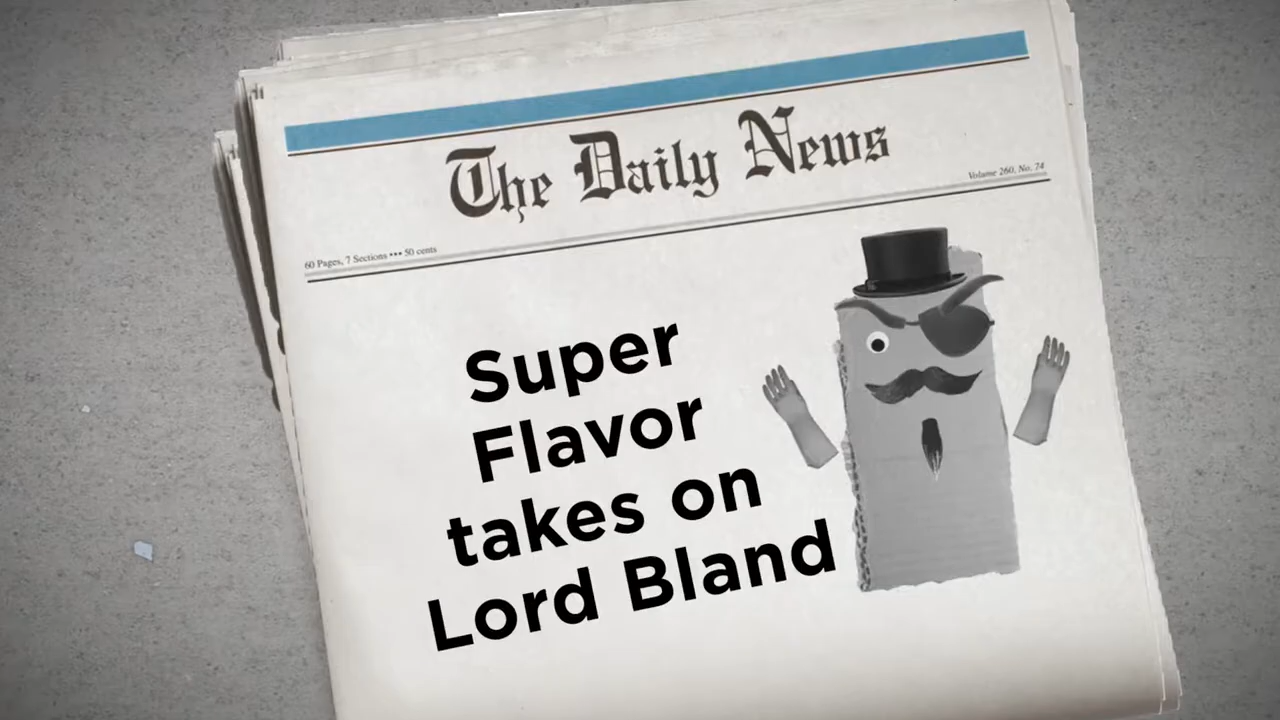 The Daily News
Volume 260, No. 74
60 Pages, 7 Sections ••• 50 cents
Super
Flavor
takes on
Lord Bland